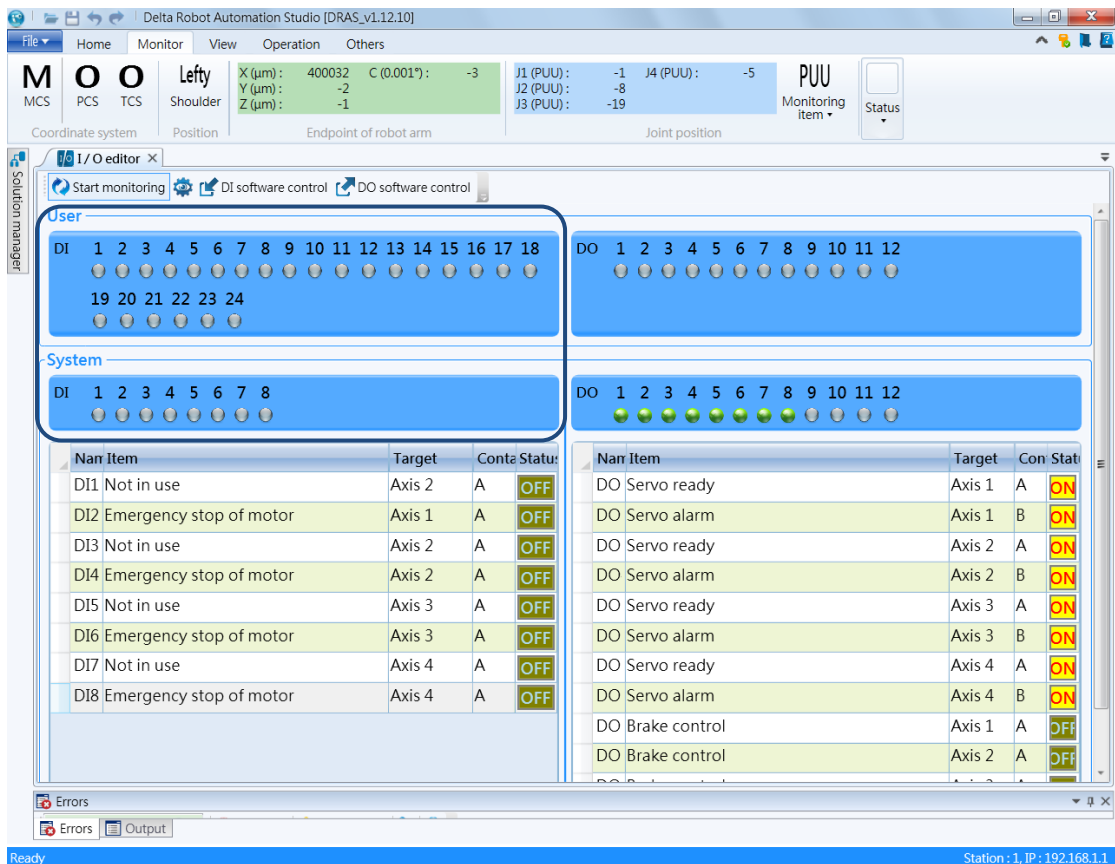 Delta Robot Automation Studio [DRAS_v1.12.10]
File Home Monitor View Operation Others
M O O Lefty
MCS PCS TCS Shoulder
X (μm) : 400032 C (0.001°) : -3
Y (μm) : -2
Z (μm) : -1
J1 (PUU) : -1 J4 (PUU) : -5
J2 (PUU) : -8
J3 (PUU) : -19
PUU
Monitoring item
Status
Coordinate system Position Endpoint of robot arm Joint position
Solution manager
I/O I / O editor
Start monitoring DI software control DO software control
User
DI 1 2 3 4 5 6 7 8 9 10 11 12 13 14 15 16 17 18
19 20 21 22 23 24
DO 1 2 3 4 5 6 7 8 9 10 11 12
System
DI 1 2 3 4 5 6 7 8
DO 1 2 3 4 5 6 7 8 9 10 11 12
Nam Item Target Conta Status
DI1 Not in use Axis 2 A OFF
DI2 Emergency stop of motor Axis 1 A OFF
DI3 Not in use Axis 2 A OFF
DI4 Emergency stop of motor Axis 2 A OFF
DI5 Not in use Axis 3 A OFF
DI6 Emergency stop of motor Axis 3 A OFF
DI7 Not in use Axis 4 A OFF
DI8 Emergency stop of motor Axis 4 A OFF
Nam Item Target Con Stat
DO Servo ready Axis 1 A ON
DO Servo alarm Axis 1 B ON
DO Servo ready Axis 2 A ON
DO Servo alarm Axis 2 B ON
DO Servo ready Axis 3 A ON
DO Servo alarm Axis 3 B ON
DO Servo ready Axis 4 A ON
DO Servo alarm Axis 4 B ON
DO Brake control Axis 1 A OFF
DO Brake control Axis 2 A OFF
Errors
Errors Output
Ready Station : 1, IP : 192.168.1.1